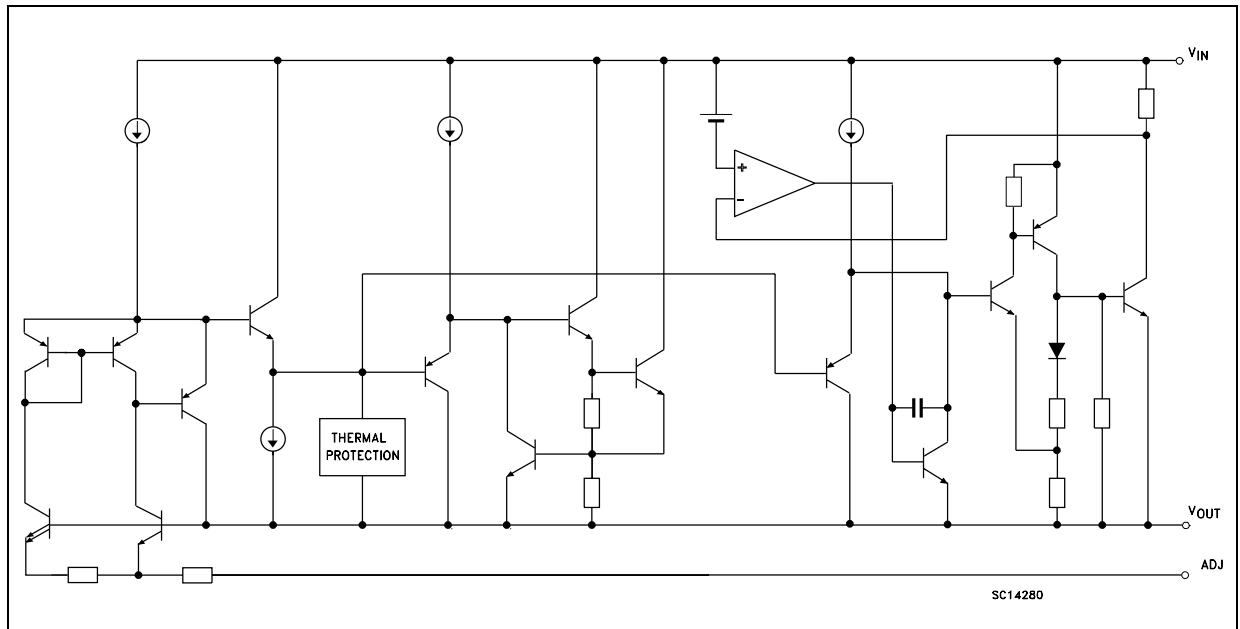 VIN
+
-
THERMAL
PROTECTION
VOUT
ADJ
SC14280